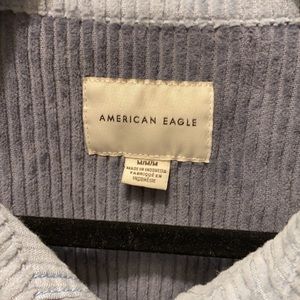 AMERICAN EAGLE
M/M/M
MADE IN INDONESIA
FABRIQUÉ EN
INDONÉSIE